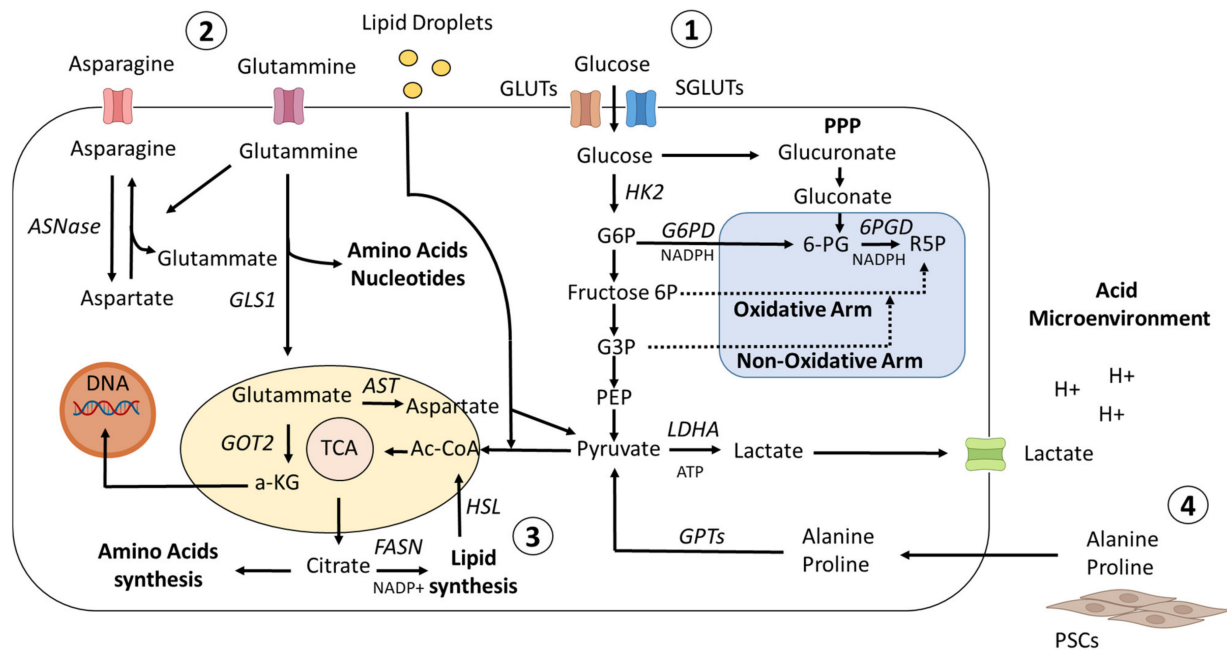 2
Asparagine
Glutammine
Lipid Droplets
1
Glucose
GLUTs
SGLUTs
Asparagine
Glutammine
ASNase
Glutammate
Aspartate
GLS1
Amino Acids
Nucleotides
Glucose
HK2
G6P
G6PD
NADPH
Fructose 6P
G3P
PEP
Pyruvate
PPP
Glucuronate
Gluconate
6-PG
6PGD
NADPH
R5P
Oxidative Arm
Non-Oxidative Arm
Acid
Microenvironment
H+
H+
H+
DNA
Glutammate
AST
Aspartate
GOT2
TCA
Ac-CoA
a-KG
LDHA
ATP
Lactate
Lactate
HSL
3
Amino Acids
synthesis
Citrate
FASN
NADP+
Lipid
synthesis
GPTs
Alanine
Proline
4
Alanine
Proline
PSCs